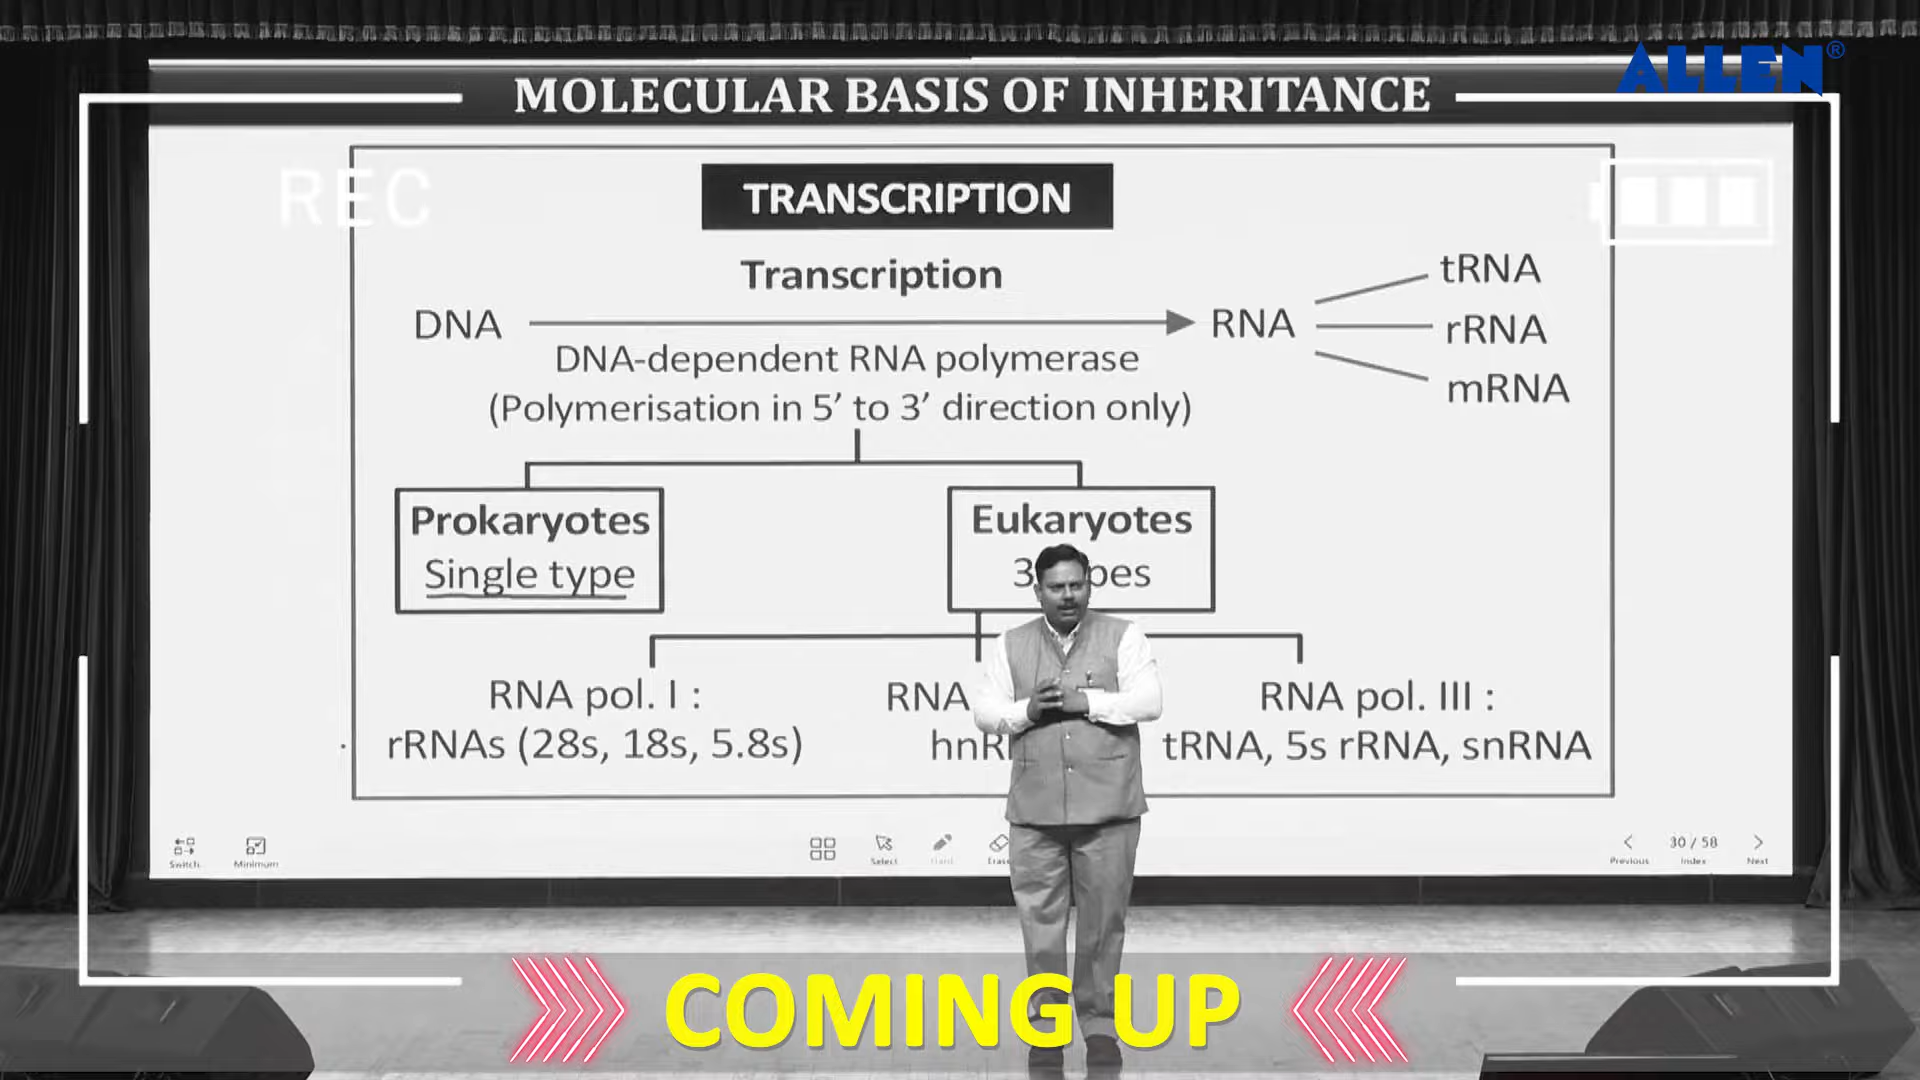 ALLEN®
MOLECULAR BASIS OF INHERITANCE
REC
TRANSCRIPTION
Transcription
DNA
RNA
tRNA
rRNA
mRNA
DNA-dependent RNA polymerase
(Polymerisation in 5’ to 3’ direction only)
Prokaryotes
Single type
Eukaryotes
3
RNA pol. I :
rRNAs (28s, 18s, 5.8s)
RNA
RNA pol. III :
tRNA, 5s rRNA, snRNA
Switch
Minimum
Select
Previous
30 / 58
Index
Next
COMING UP